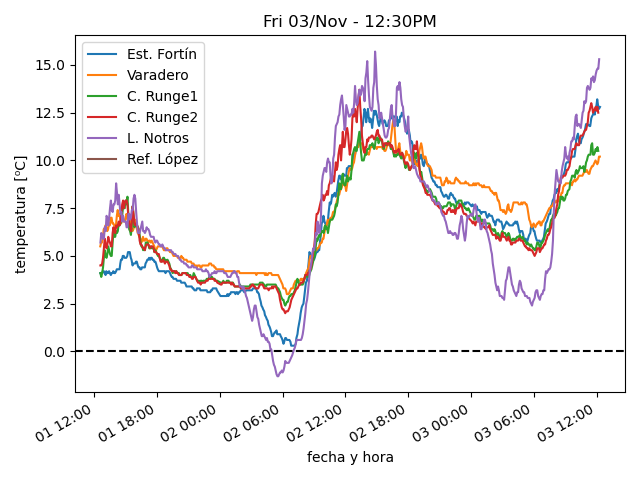 Fri 03/Nov - 12:30PM
Est. Fortín
Varadero
C. Runge1
C. Runge2
L. Notros
Ref. López
temperatura [°C]
15.0
12.5
10.0
7.5
5.0
2.5
0.0
01 12:00
01 18:00
02 00:00
02 06:00
02 12:00
02 18:00
03 00:00
03 06:00
03 12:00
fecha y hora